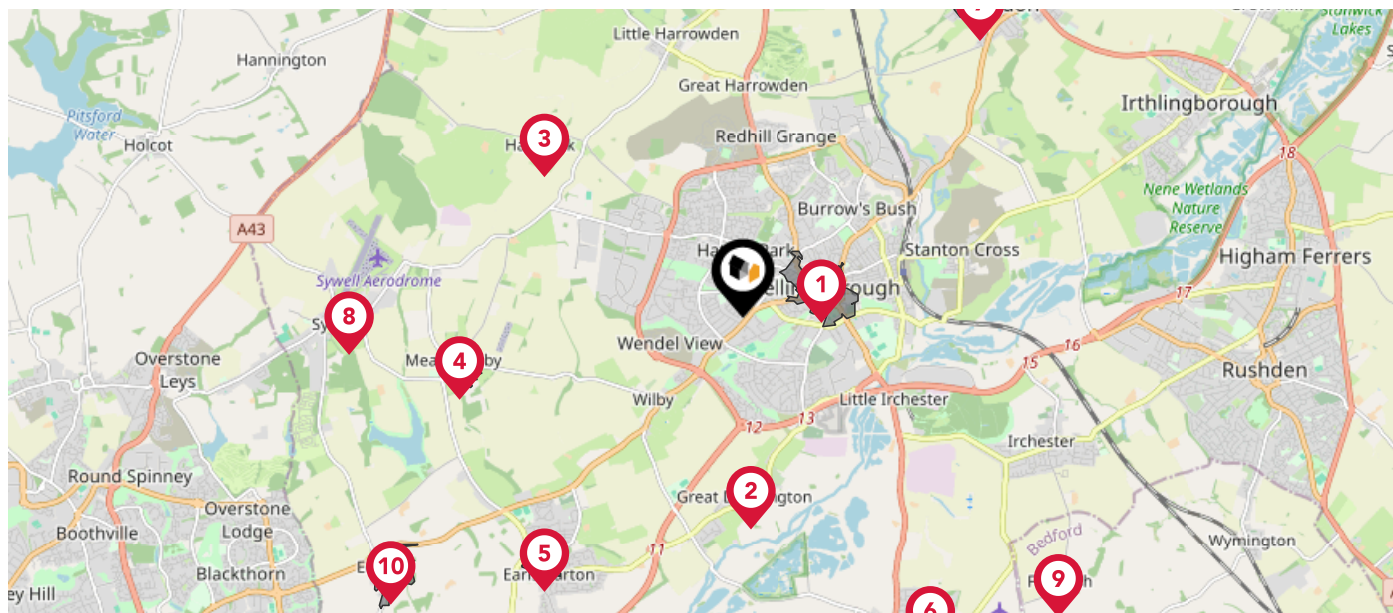 Stanwick
Lakes
Little Harrowden
Hannington
Great Harrowden
Irthlingborough
Pitsford
Water
Redhill Grange
Holcot
3
18
Nene Wetlands
Nature
Reserve
Burrow's Bush
A43
Stanton Cross
Higham Ferrers
Sywell Aerodrome
1
17
8
Wendel View
16
Overstone
Leys
4
15
Rushden
Wilby
Little Irchester
13
12
Irchester
Round Spinney
2
Overstone
Lodge
Boothville
Bedford
Wymington
11
5
Blackthorn
10
9
6